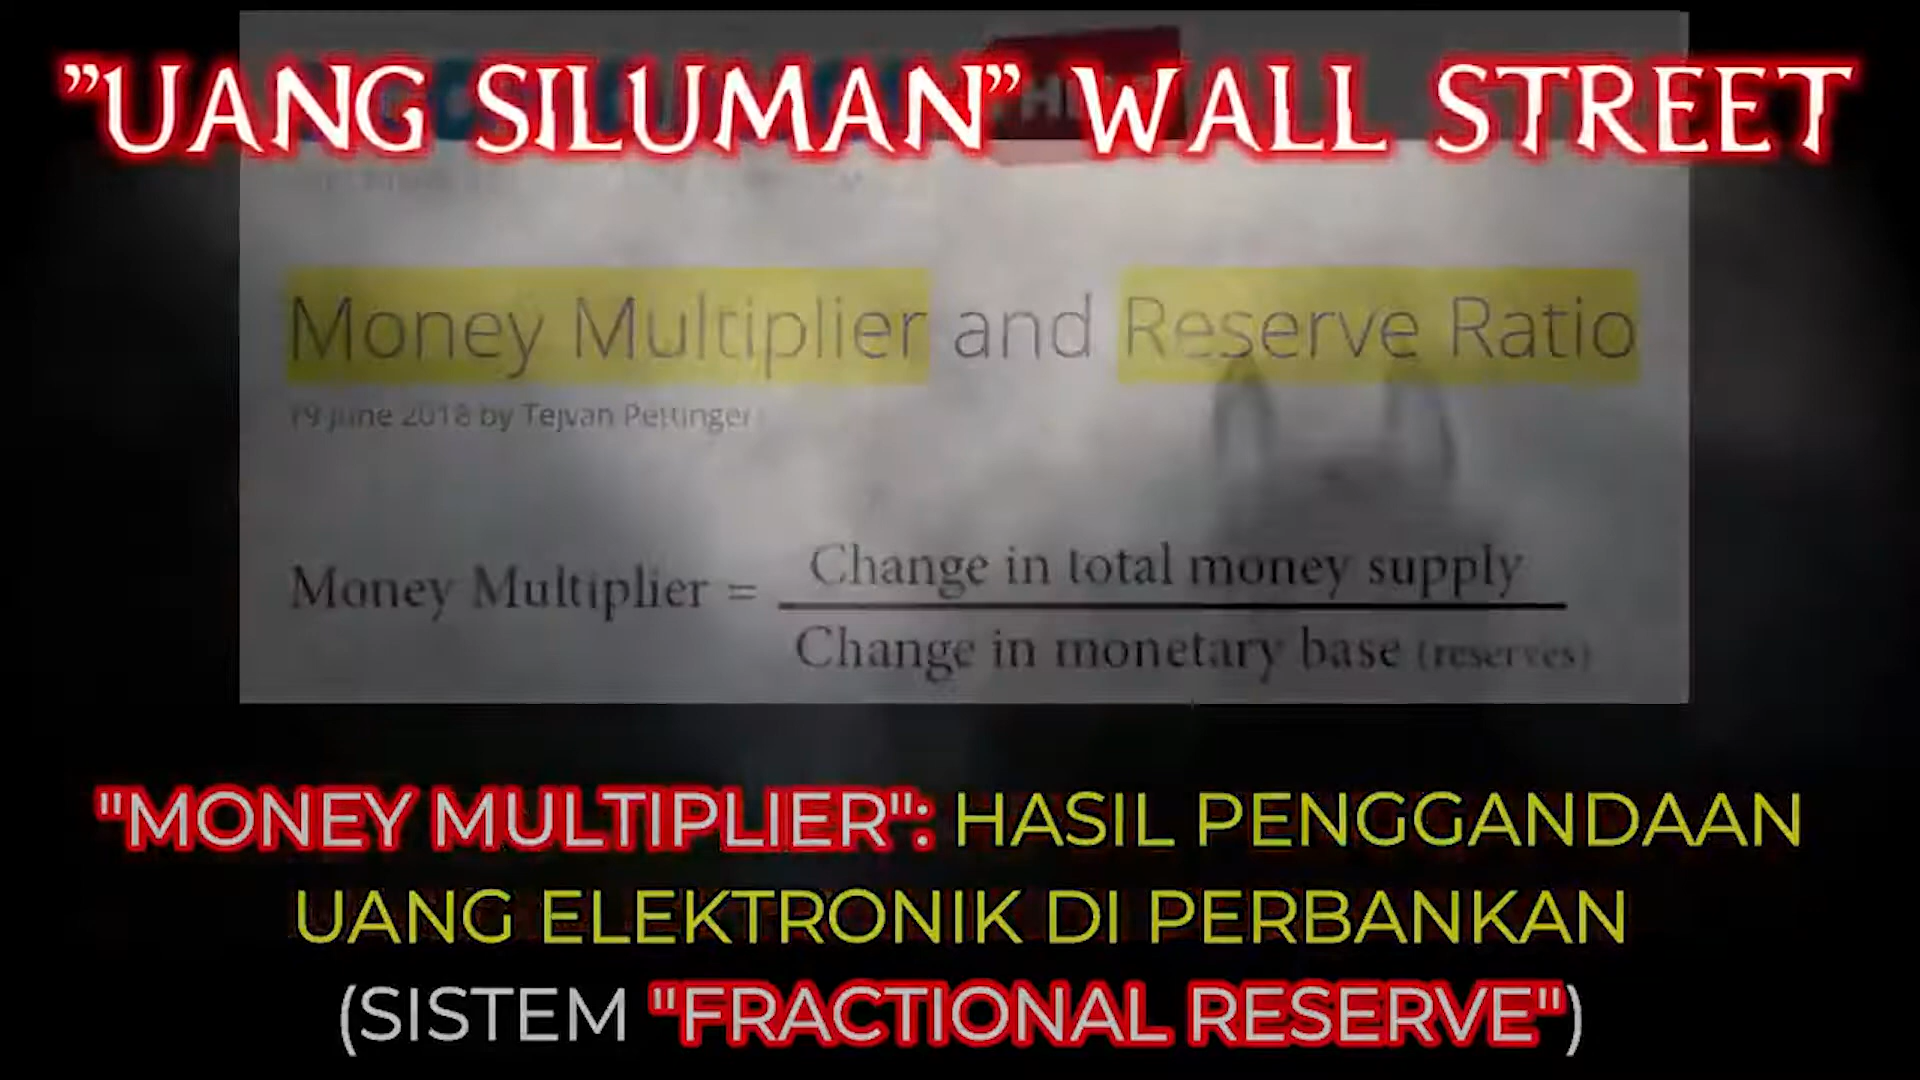 "UANG SILUMAN" WALL STREET
Money Multiplier and Reserve Ratio
19 June 2018 by Tejvan Pettinger
Money Multiplier = Change in total money supply
Change in monetary base (reserves)
"MONEY MULTIPLIER": HASIL PENGGANDAAN
UANG ELEKTRONIK DI PERBANKAN
(SISTEM "FRACTIONAL RESERVE")